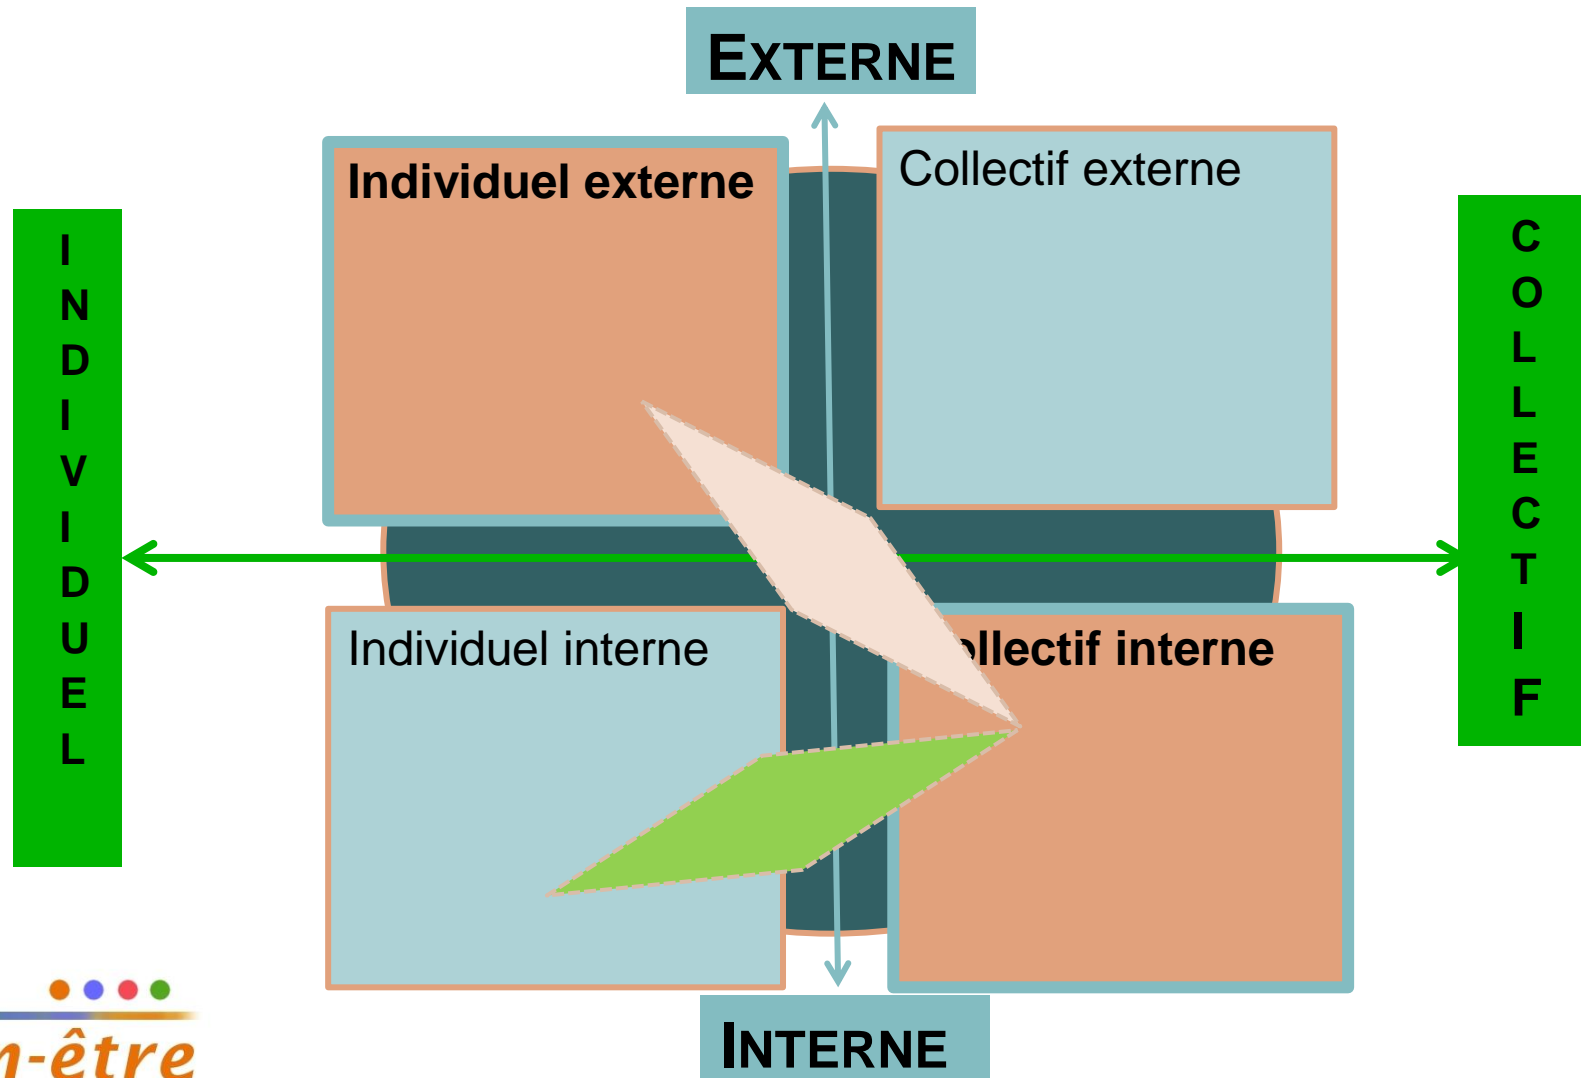 EXTERNE
Individuel externe
Collectif externe
INDIVIDUEL
COLLECTIF
Individuel interne
ollectif interne
INTERNE
n-être